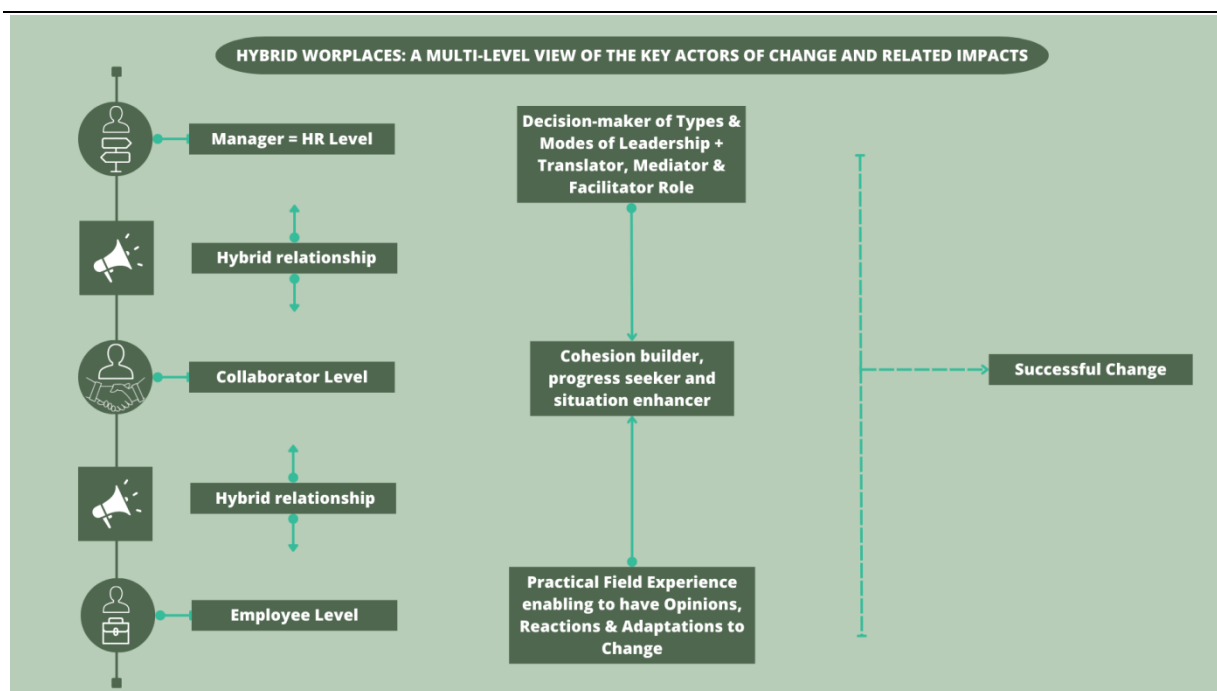 HYBRID WORPLACES: A MULTI-LEVEL VIEW OF THE KEY ACTORS OF CHANGE AND RELATED IMPACTS
Manager = HR Level
Decision-maker of Types &
Modes of Leadership +
Translator, Mediator &
Facilitator Role
Hybrid relationship
Collaborator Level
Cohesion builder,
progress seeker and
situation enhancer
Successful Change
Hybrid relationship
Employee Level
Practical Field Experience
enabling to have Opinions,
Reactions & Adaptations to
Change